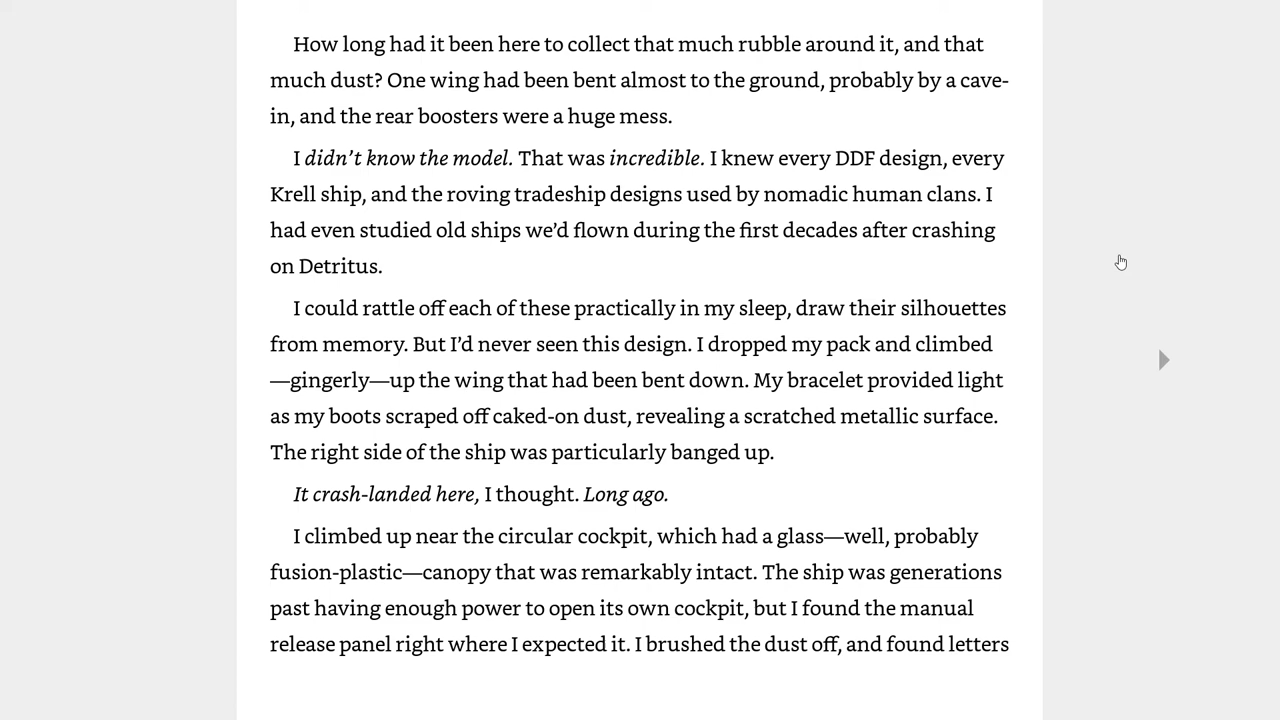 How long had it been here to collect that much rubble around it, and that
much dust? One wing had been bent almost to the ground, probably by a cave-
in, and the rear boosters were a huge mess.
I didn’t know the model. That was incredible. I knew every DDF design, every
Krell ship, and the roving tradeship designs used by nomadic human clans. I
had even studied old ships we’d flown during the first decades after crashing
on Detritus.
I could rattle off each of these practically in my sleep, draw their silhouettes
from memory. But I’d never seen this design. I dropped my pack and climbed
—gingerly—up the wing that had been bent down. My bracelet provided light
as my boots scraped off caked-on dust, revealing a scratched metallic surface.
The right side of the ship was particularly banged up.
It crash-landed here, I thought. Long ago.
I climbed up near the circular cockpit, which had a glass—well, probably
fusion-plastic—canopy that was remarkably intact. The ship was generations
past having enough power to open its own cockpit, but I found the manual
release panel right where I expected it. I brushed the dust off, and found letters